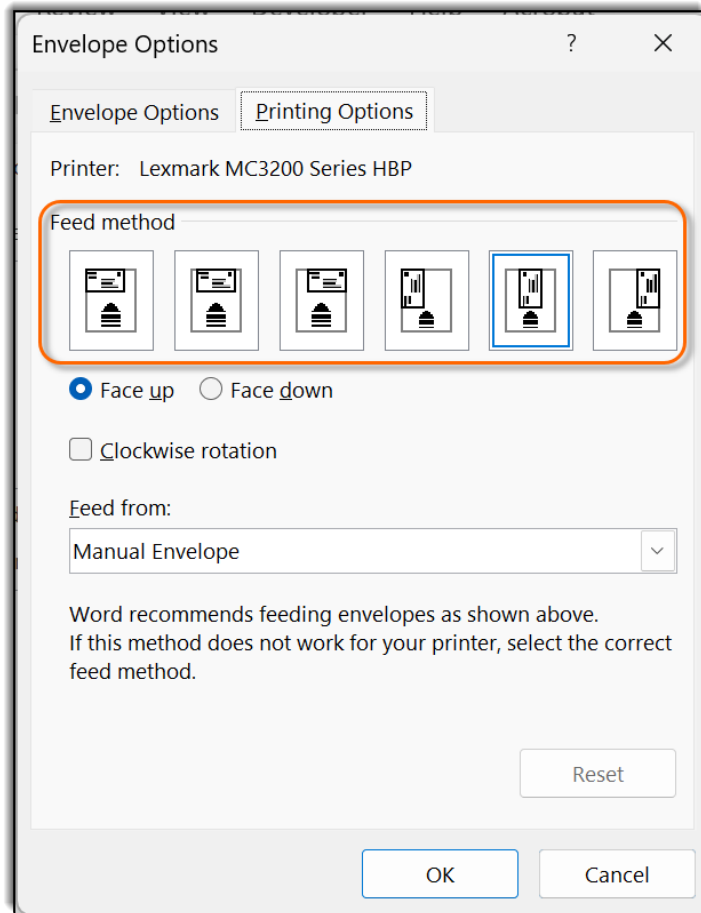 Envelope Options
?
Envelope Options Printing Options
Printer: Lexmark MC3200 Series HBP
Feed method
Face up Face down
Clockwise rotation
Feed from:
Manual Envelope
Word recommends feeding envelopes as shown above.
If this method does not work for your printer, select the correct
feed method.
Reset
OK Cancel